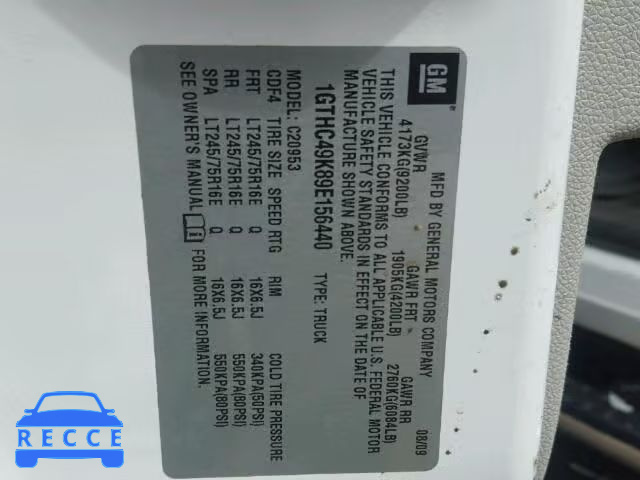 GM
MFD BY GENERAL MOTORS COMPANY
08/09
GVWR GAWR FRT GAWR RR
4173KG(9200LB) 1905KG(4200LB) 2760KG(6084LB)
THIS VEHICLE CONFORMS TO ALL APPLICABLE U.S. FEDERAL MOTOR
VEHICLE SAFETY STANDARDS IN EFFECT ON THE DATE OF
MANUFACTURE SHOWN ABOVE.
1GTHC49K89E156440 TYPE: TRUCK
MODEL: C20953
CDF4 TIRE SIZE SPEED RTG RIM COLD TIRE PRESSURE
FRT LT245/75R16E Q 16X6.5J 340KPA(50PSI)
RR LT245/75R16E Q 16X6.5J 550KPA(80PSI)
SPA LT245/75R16E Q 16X6.5J 550KPA(80PSI)
SEE OWNER'S MANUAL FOR MORE INFORMATION.
RECCE